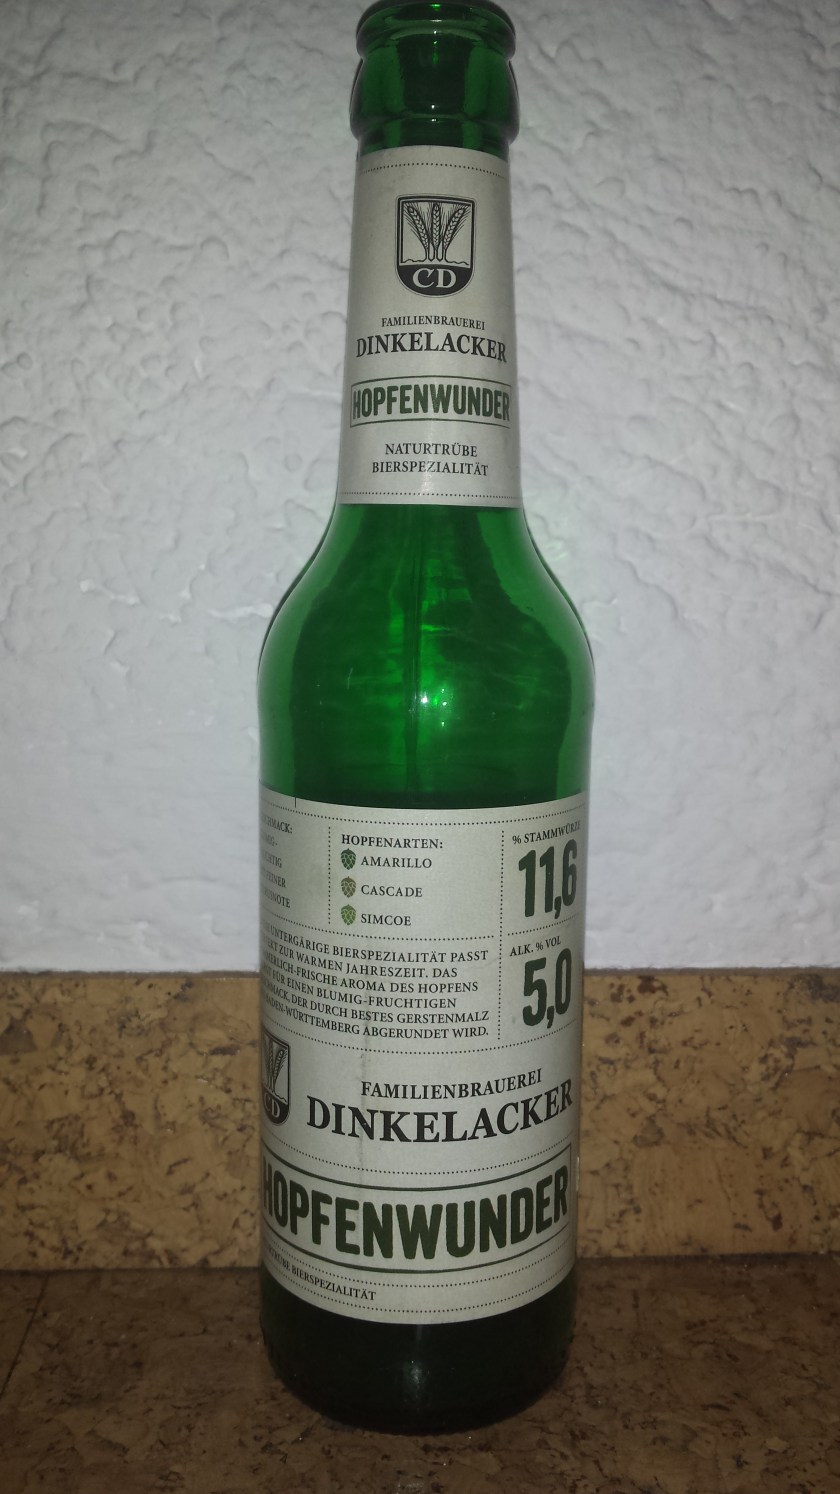 CD
FAMILIENBRAUEREI
DINKELACKER
HOPFENWUNDER
NATURTRÜBE
BIERSPEZIALITÄT
HOPFENARTEN:
AMARILLO
CASCADE
SIMCOE
% STAMMWÜRZE
11,6
ALK. % VOL
5,0
UNTERGÄRIGE BIERSPEZIALITÄT PASST
ZUR WARMEN JAHRESZEIT. DAS
-FRISCHE AROMA DES HOPFENS
FÜR EINEN BLUMIG-FRUCHTIGEN
DER DURCH BESTES GERSTENMALZ
-WÜRTTEMBERG ABGERUNDET WIRD.
CD
FAMILIENBRAUEREI
DINKELACKER
HOPFENWUNDER
BIERSPEZIALITÄT